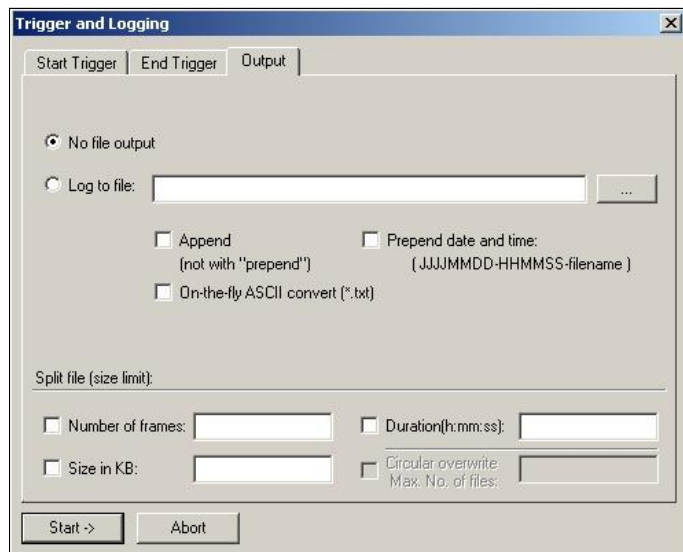 Trigger and Logging
Start Trigger
End Trigger
Output
No file output
Log to file:
...
Append
(not with "prepend")
Prepend date and time:
( JJJJMMDD-HHMMSS-filename )
On-the-fly ASCII convert (*.txt)
Split file (size limit):
Number of frames:
Duration(h:mm:ss):
Size in KB:
Circular overwrite
Max. No. of files:
Start ->
Abort